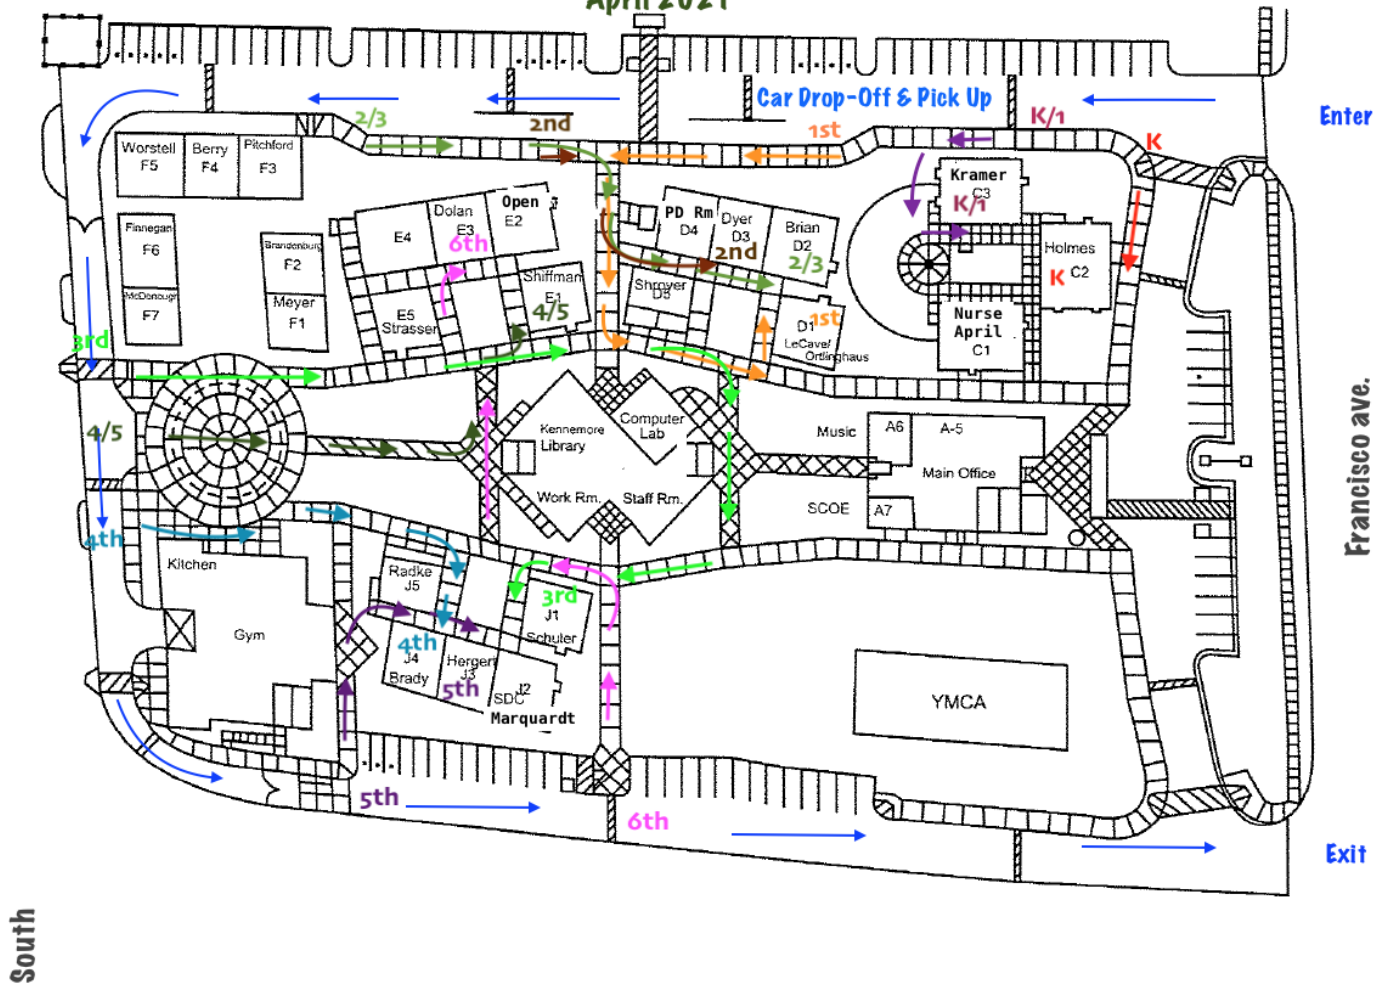 April 2021
Car Drop-Off & Pick Up
Enter
2/3
2nd
1st
K/1
K
Worstell
F5
Berry
F4
Pitchford
F3
Kramer
C3
K/1
Open
E2
Dolan
E3
E4
6th
PD Rm
D4
Dyer
D3
Brian
D2
2/3
2nd
Finnegan
F6
Brandenburg
F2
Holmes
C2
K
Shiffman
E1
4/5
Shroyer
D5
McDonough
F7
Meyer
F1
E5
Strasser
1st
D1
LeCave/
Ortlinghaus
Nurse
April
C1
3rd
4/5
Kennemore
Library
Computer
Lab
Music
A6
A-5
Main Office
Work Rm.
Staff Rm.
SCOE
A7
Francisco ave.
4th
Kitchen
Gym
Radke
J5
3rd
J1
Schuler
4th
J4
Brady
Hergert
J3
5th
J2
SDC
Marquardt
YMCA
5th
6th
Exit
South